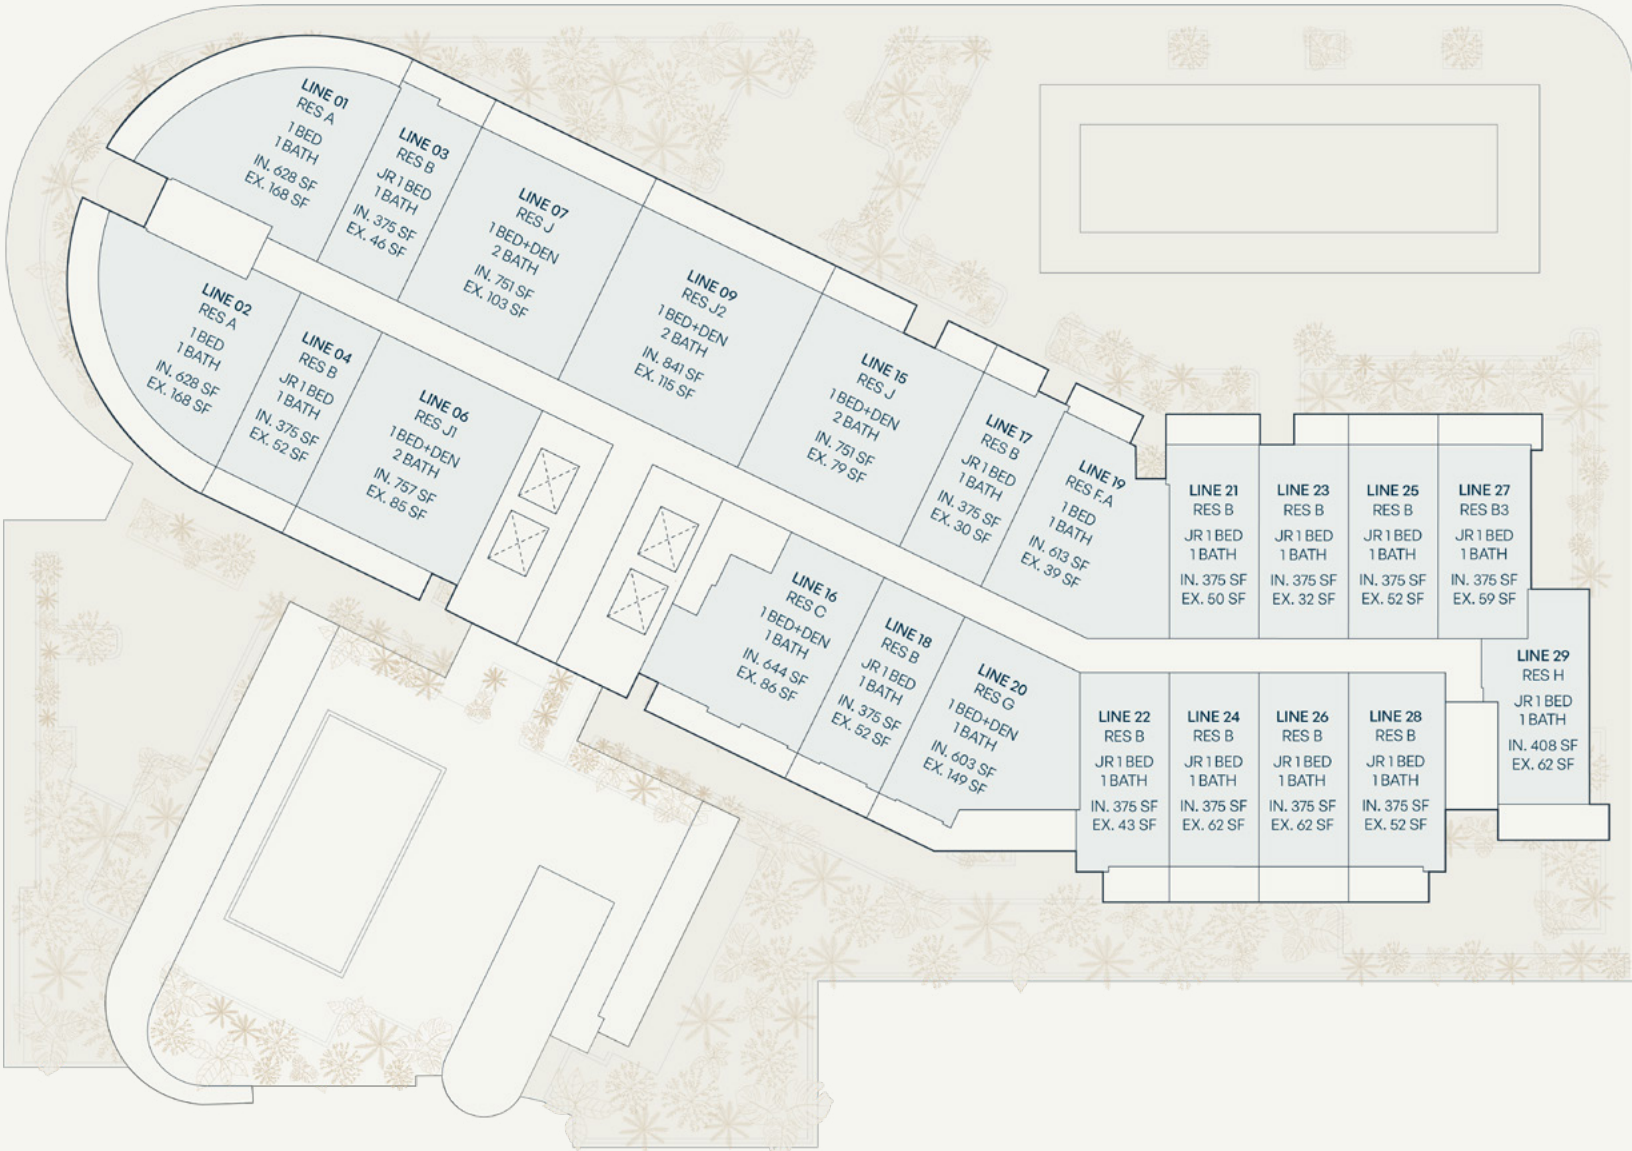 LINE 01
RES A
1 BED
1 BATH
IN. 628 SF
EX. 168 SF
LINE 03
RES B
JR 1 BED
1 BATH
IN. 375 SF
EX. 46 SF
LINE 07
RES J
1 BED+DEN
2 BATH
IN. 751 SF
EX. 103 SF
LINE 09
RES J2
1 BED+DEN
2 BATH
IN. 841 SF
EX. 115 SF
LINE 15
RES J
1 BED+DEN
2 BATH
IN. 751 SF
EX. 79 SF
LINE 17
RES B
JR 1 BED
1 BATH
IN. 375 SF
EX. 30 SF
LINE 19
RES F.A
1 BED
1 BATH
IN. 613 SF
EX. 39 SF
LINE 21
RES B
JR 1 BED
1 BATH
IN. 375 SF
EX. 50 SF
LINE 23
RES B
JR 1 BED
1 BATH
IN. 375 SF
EX. 32 SF
LINE 25
RES B
JR 1 BED
1 BATH
IN. 375 SF
EX. 52 SF
LINE 27
RES B3
JR 1 BED
1 BATH
IN. 375 SF
EX. 59 SF
LINE 29
RES H
JR 1 BED
1 BATH
IN. 408 SF
EX. 62 SF
LINE 02
RES A
1 BED
1 BATH
IN. 628 SF
EX. 168 SF
LINE 04
RES B
JR 1 BED
1 BATH
IN. 375 SF
EX. 52 SF
LINE 06
RES J1
1 BED+DEN
2 BATH
IN. 757 SF
EX. 85 SF
LINE 16
RES C
1 BED+DEN
1 BATH
IN. 644 SF
EX. 86 SF
LINE 18
RES B
JR 1 BED
1 BATH
IN. 375 SF
EX. 52 SF
LINE 20
RES G
1 BED+DEN
1 BATH
IN. 603 SF
EX. 149 SF
LINE 22
RES B
JR 1 BED
1 BATH
IN. 375 SF
EX. 43 SF
LINE 24
RES B
JR 1 BED
1 BATH
IN. 375 SF
EX. 62 SF
LINE 26
RES B
JR 1 BED
1 BATH
IN. 375 SF
EX. 62 SF
LINE 28
RES B
JR 1 BED
1 BATH
IN. 375 SF
EX. 52 SF